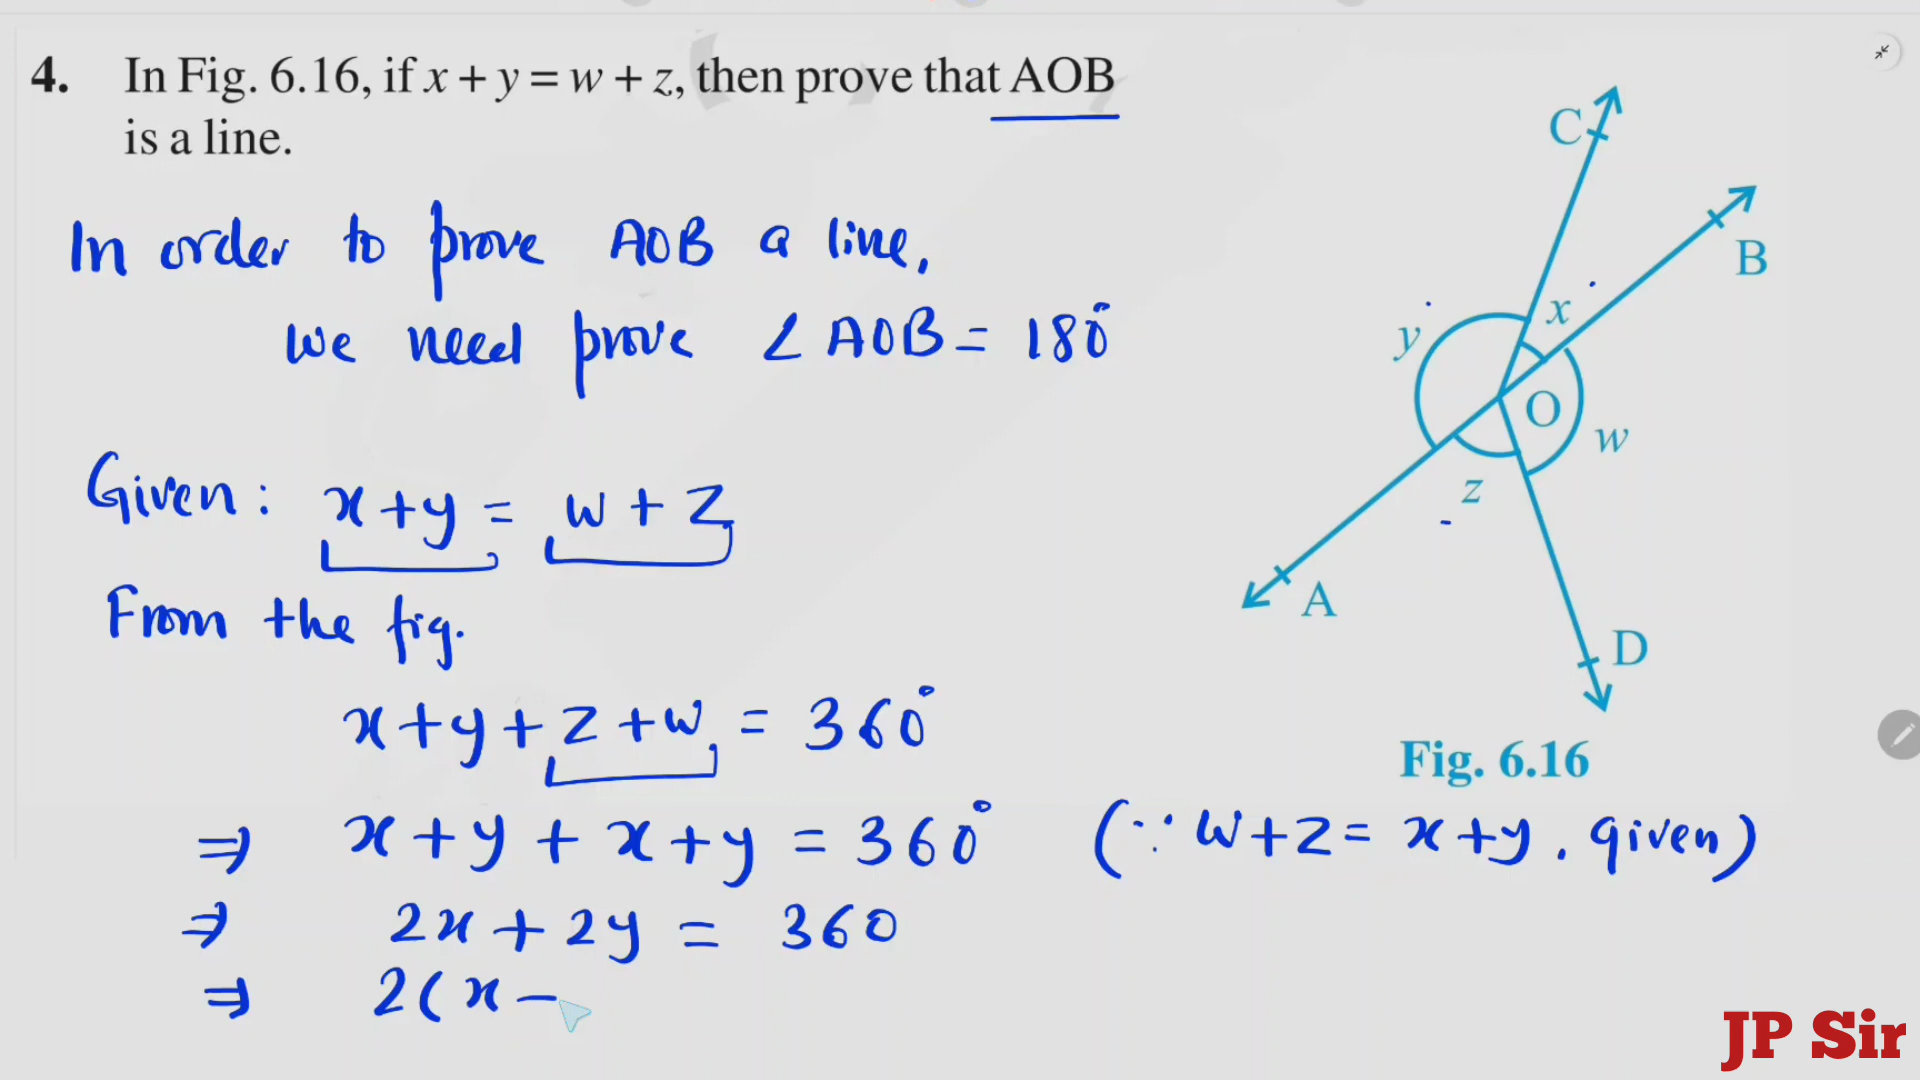 4. In Fig. 6.16, if x + y = w + z, then prove that AOB
is a line.
In order to prove AOB a line,
we need prove ∠AOB = 180°
Given: x+y = w+z
From the fig.
x+y+z+w = 360°
⇒ x+y+x+y = 360° (∵ w+z = x+y, given)
⇒ 2x+2y = 360
⇒ 2(x −
C
B
x
y
O
w
z
A
D
Fig. 6.16
JP Sir